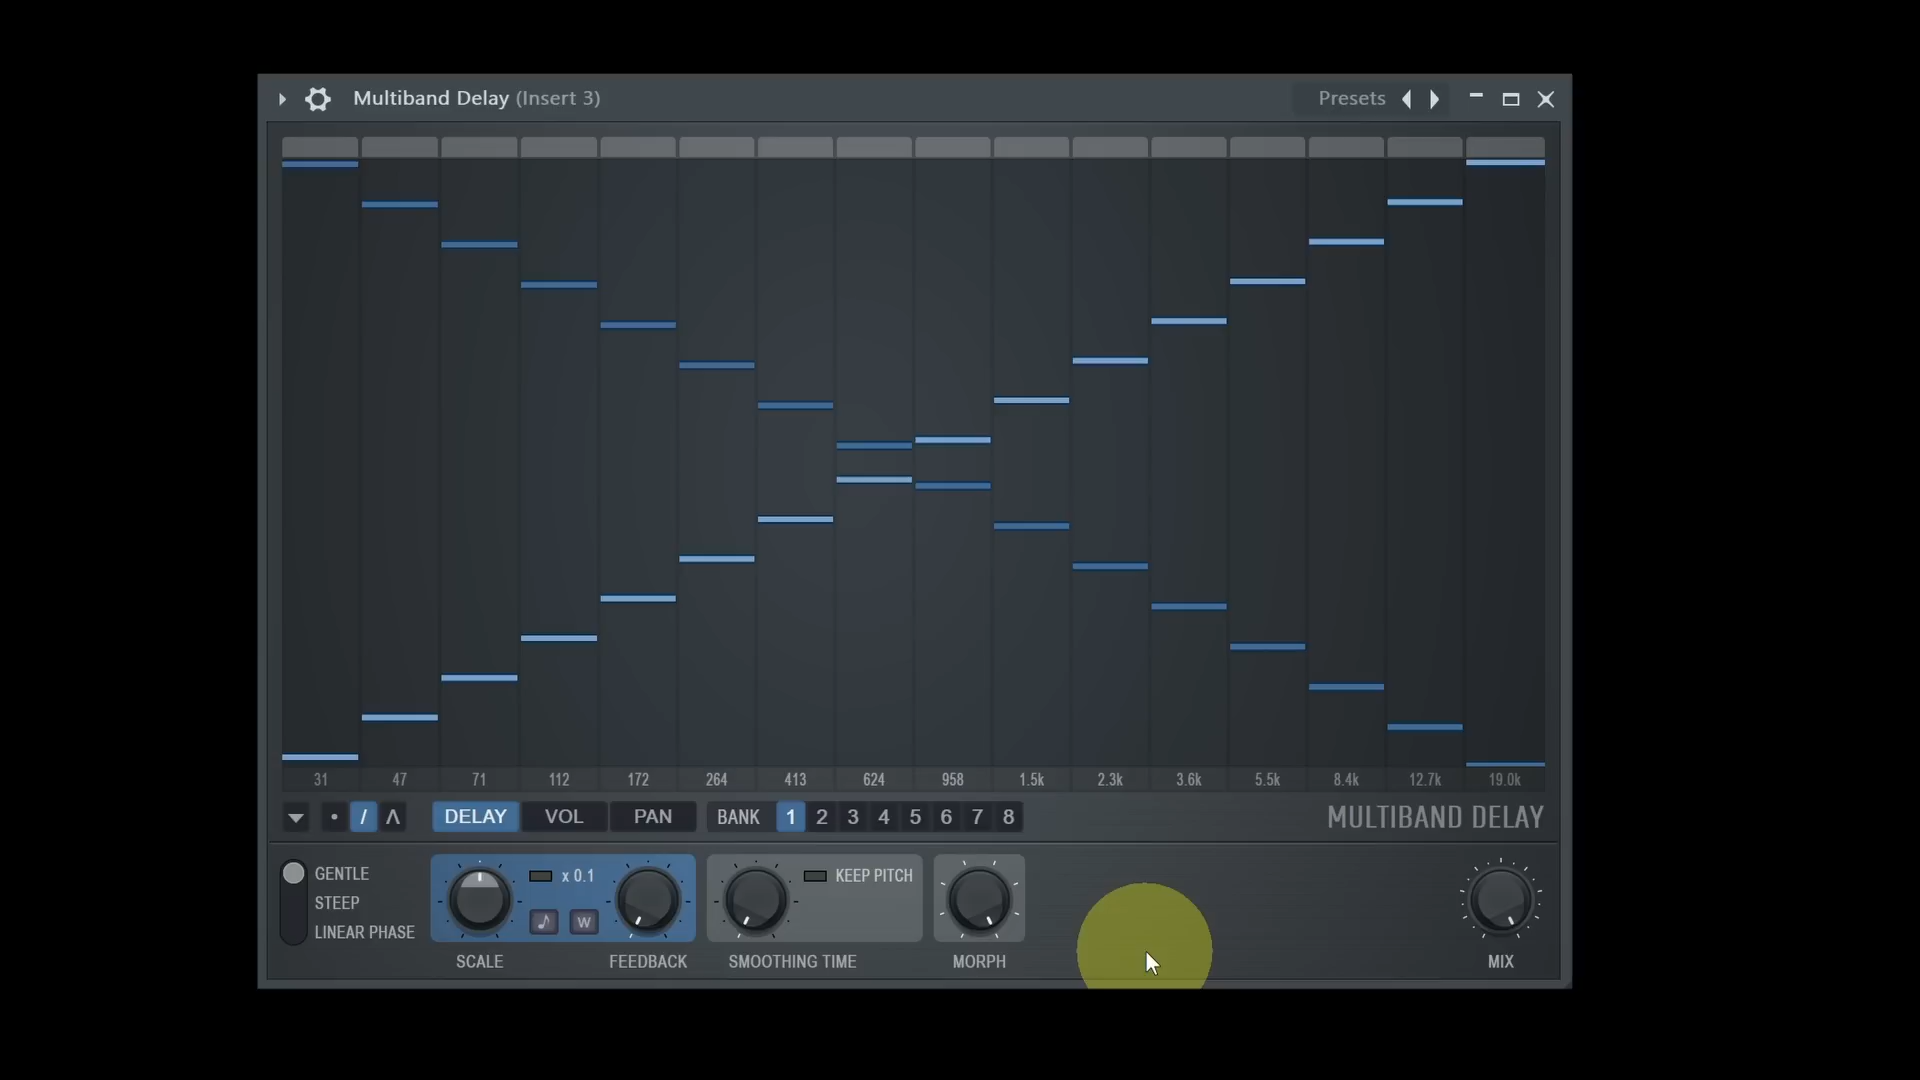 Multiband Delay (Insert 3) Presets
31 47 71 112 172 264 413 624 958 1.5k 2.3k 3.6k 5.5k 8.4k 12.7k 19.0k
DELAY VOL PAN BANK 1 2 3 4 5 6 7 8 MULTIBAND DELAY
GENTLE x 0.1 KEEP PITCH
STEEP W
LINEAR PHASE
SCALE FEEDBACK SMOOTHING TIME MORPH MIX